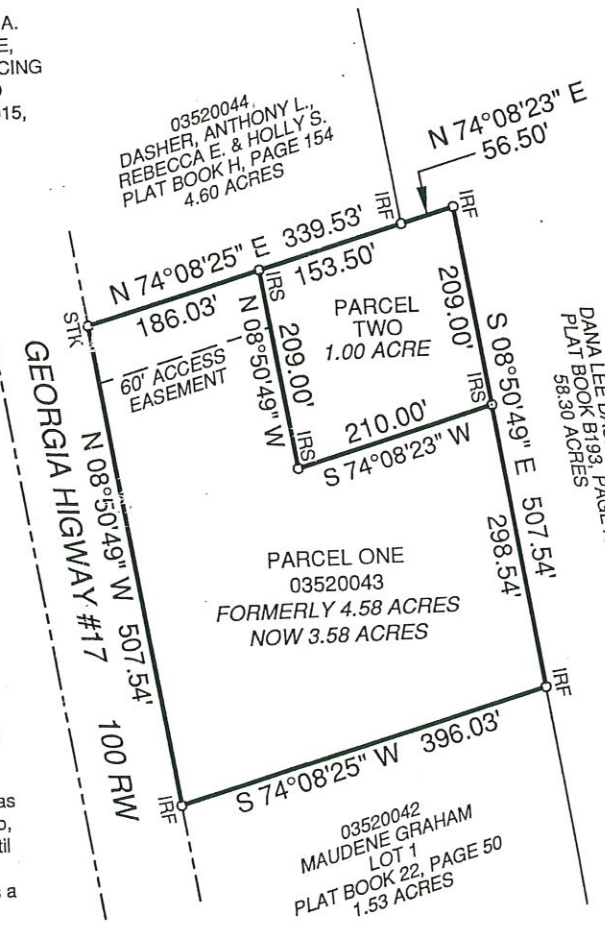 A.
E,
CING
15,
03520044
DASHER, ANTHONY L.,
REBECCA E. & HOLLY S.
PLAT BOOK H, PAGE 154
4.60 ACRES
N 74°08'23" E
56.50'
IRF
IRF
N 74°08'25" E 339.53'
186.03'
153.50'
IRS
STK
60' ACCESS
EASEMENT
N 08°50'49" W
209.00'
PARCEL
TWO
1.00 ACRE
209.00'
S 08°50'49" E 507.54'
IRS
210.00'
S 74°08'23" W
IRS
DANA LEE
PLAT BOOK B193,
58.30 ACRES
GEORGIA HIGWAY #17 100 RW
N 08°50'49" W 507.54'
298.54'
PARCEL ONE
03520043
FORMERLY 4.58 ACRES
NOW 3.58 ACRES
IRF
S 74°08'25" W 396.03'
IRF
03520042
MAUDENE GRAHAM
LOT 1
PLAT BOOK 22, PAGE 50
1.53 ACRES
as
o,
til
a